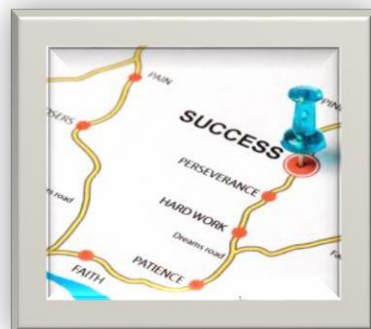 PAIN
SUCCESS
PERSEVERANCE
HARD WORK
Dreams road
FAITH
PATIENCE